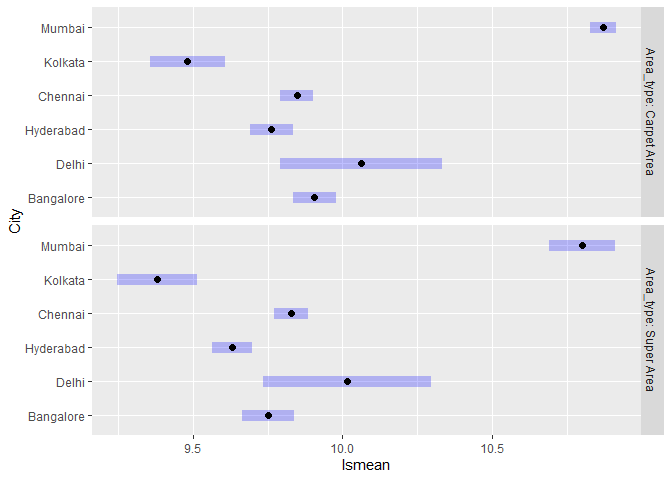 Mumbai
Kolkata
Chennai
Hyderabad
Delhi
Bangalore
Area_type: Carpet Area
Mumbai
Kolkata
Chennai
Hyderabad
Delhi
Bangalore
Area_type: Super Area
City
9.5 10.0 10.5
lsmean